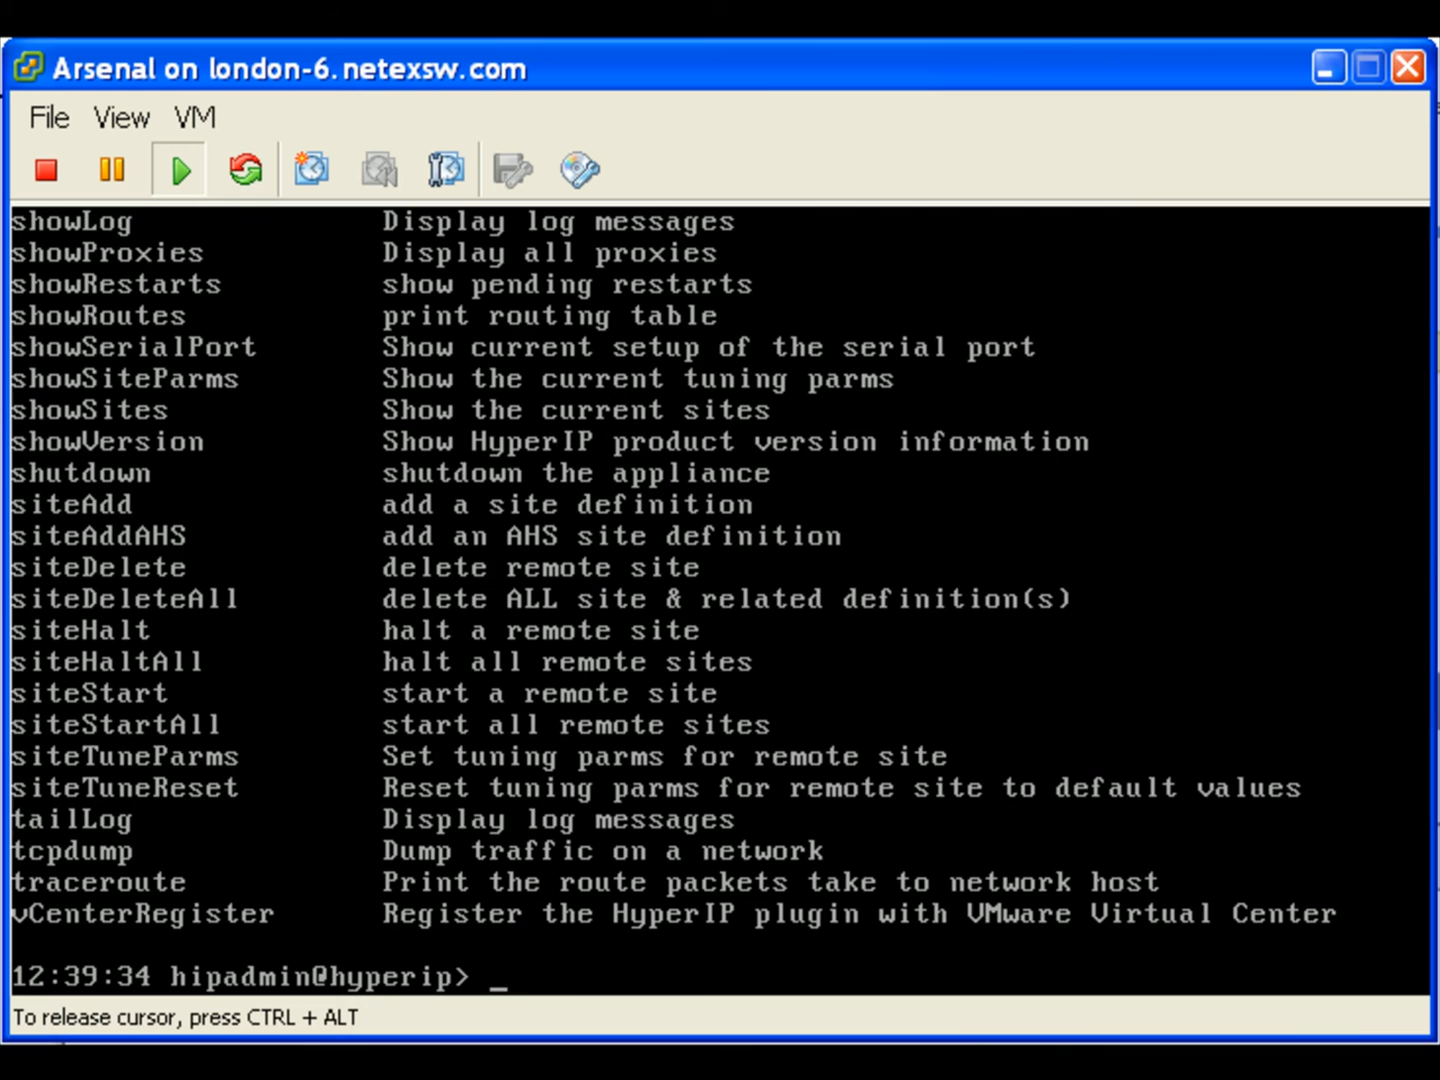 Arsenal on london-6.netexsw.com
File View VM
showLog Display log messages
showProxies Display all proxies
showRestarts show pending restarts
showRoutes print routing table
showSerialPort Show current setup of the serial port
showSiteParms Show the current tuning parms
showSites Show the current sites
showVersion Show HyperIP product version information
shutdown shutdown the appliance
siteAdd add a site definition
siteAddAHS add an AHS site definition
siteDelete delete remote site
siteDeleteAll delete ALL site & related definition(s)
siteHalt halt a remote site
siteHaltAll halt all remote sites
siteStart start a remote site
siteStartAll start all remote sites
siteTuneParms Set tuning parms for remote site
siteTuneReset Reset tuning parms for remote site to default values
tailLog Display log messages
tcpdump Dump traffic on a network
traceroute Print the route packets take to network host
vCenterRegister Register the HyperIP plugin with VMware Virtual Center
12:39:34 hipadmin@hyperip> _
To release cursor, press CTRL + ALT